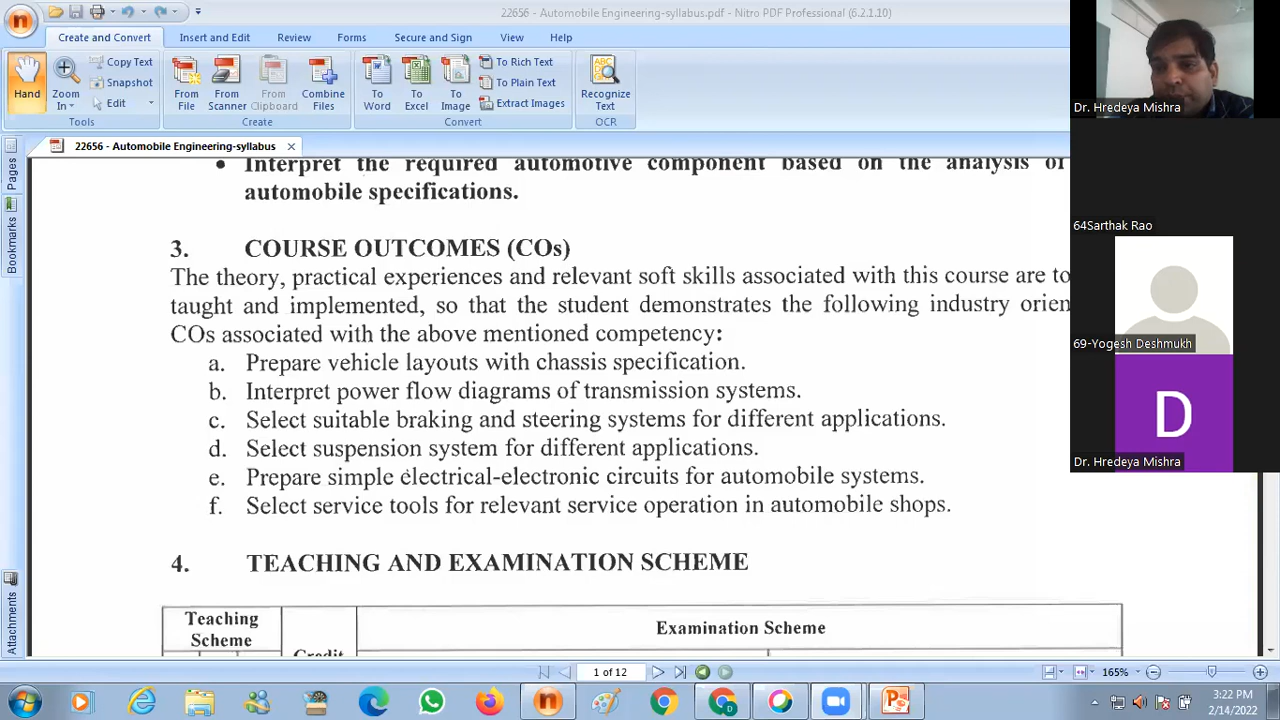 22656 - Automobile Engineering-syllabus.pdf - Nitro PDF Professional (6.2.1.10)
Create and Convert Insert and Edit Review Forms Secure and Sign View Help
Hand
Zoom In
Copy Text
Snapshot
Edit
Tools
From File
From Scanner
From Clipboard
Combine Files
Create
To Word
To Excel
To Image
To Rich Text
To Plain Text
Extract Images
Convert
ABC
Recognize Text
OCR
22656 - Automobile Engineering-syllabus
Pages
Bookmarks
Attachments
• Interpret the required automotive component based on the analysis of
automobile specifications.
3. COURSE OUTCOMES (COs)
The theory, practical experiences and relevant soft skills associated with this course are to
taught and implemented, so that the student demonstrates the following industry orien
COs associated with the above mentioned competency:
a. Prepare vehicle layouts with chassis specification.
b. Interpret power flow diagrams of transmission systems.
c. Select suitable braking and steering systems for different applications.
d. Select suspension system for different applications.
e. Prepare simple electrical-electronic circuits for automobile systems.
f. Select service tools for relevant service operation in automobile shops.
4. TEACHING AND EXAMINATION SCHEME
Teaching
Scheme
Credit
Examination Scheme
1 of 12
165%
Dr. Hredeya Mishra
64Sarthak Rao
69-Yogesh Deshmukh
D
Dr. Hredeya Mishra
3:22 PM
2/14/2022